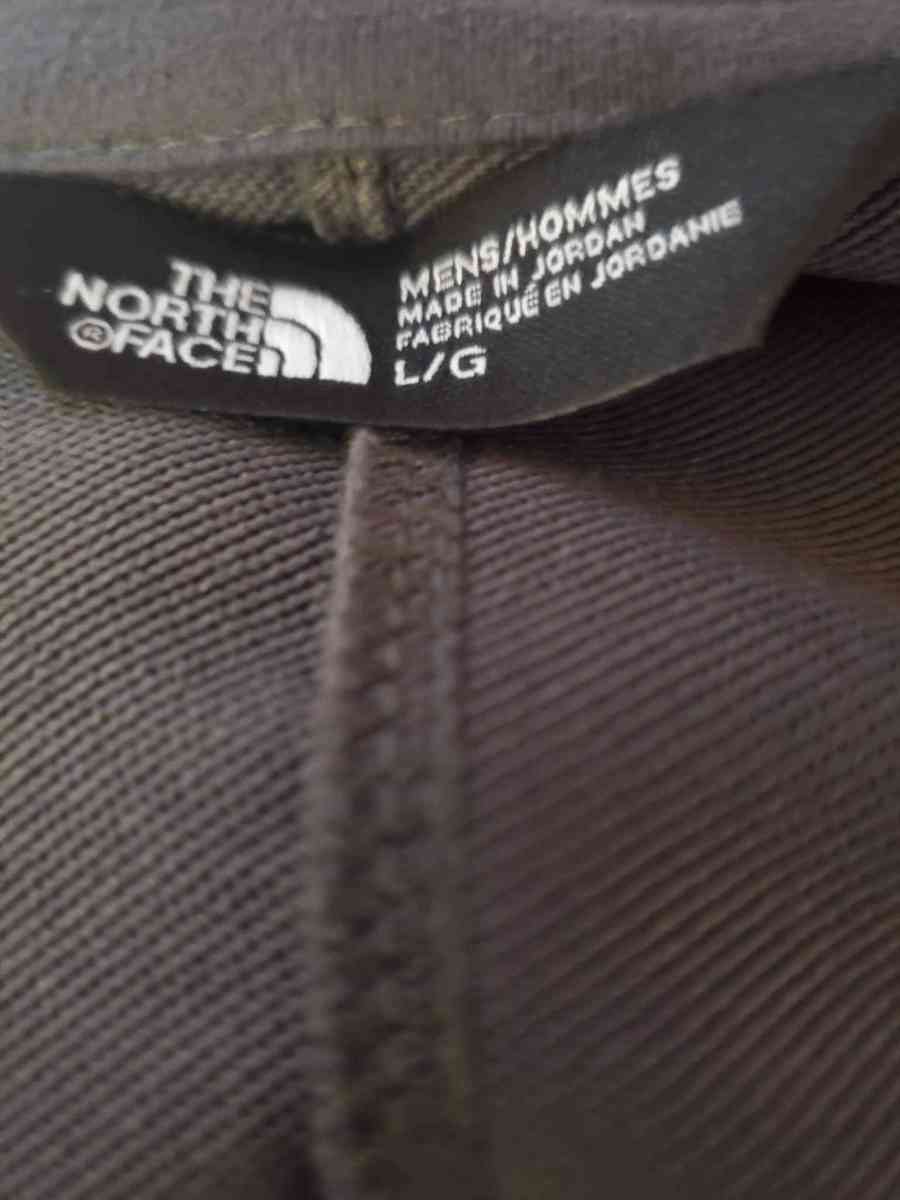 THE
NORTH
®FACE
MENS/HOMMES
MADE IN JORDAN
FABRIQUÉ EN JORDANIE
L/G